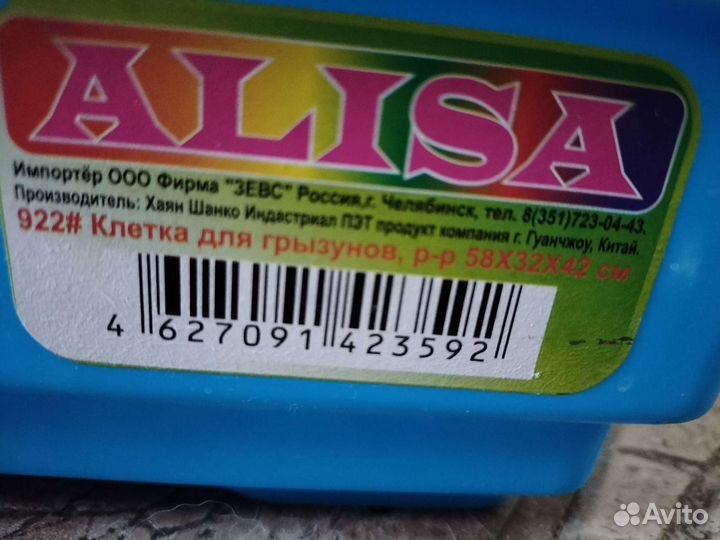 ALISA
Импортёр ООО Фирма "ЗЕВС" Россия,г. Челябинск, тел. 8(351)723-04-43.
Производитель: Хаян Шанко Индастриал ПЭТ продукт компания г. Гуанчжоу, Китай.
922# Клетка для грызунов, р-р 58Х32Х42 см
4 627091 423592
Avito